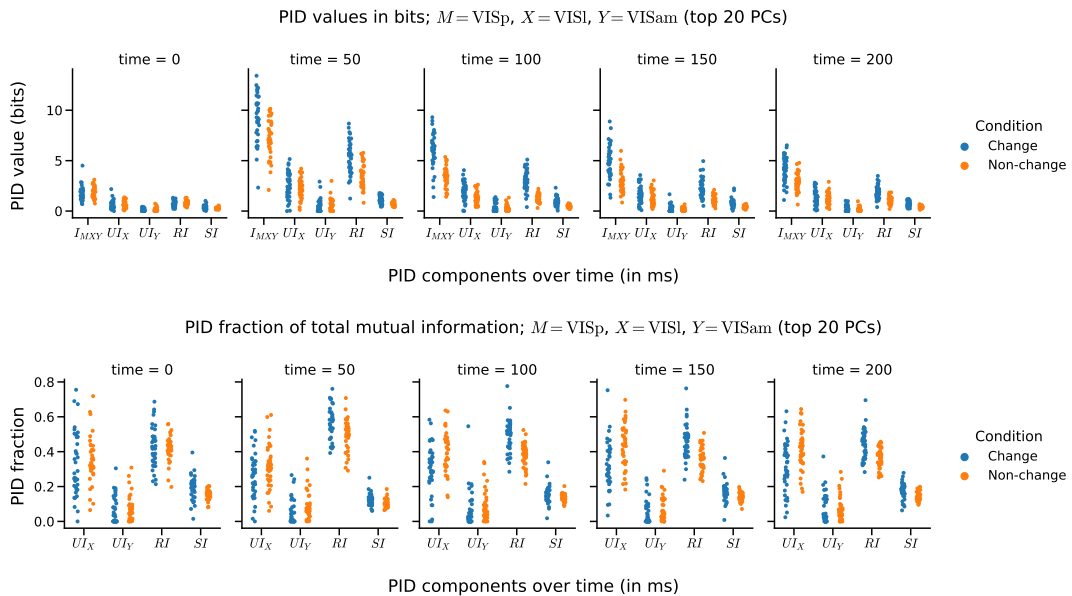 PID values in bits; M = VISp, X = VISl, Y = VISam (top 20 PCs)
time = 0 time = 50 time = 100 time = 150 time = 200
PID value (bits)
10
5
0
I_MXY UI_X UI_Y RI SI I_MXY UI_X UI_Y RI SI I_MXY UI_X UI_Y RI SI I_MXY UI_X UI_Y RI SI I_MXY UI_X UI_Y RI SI
Condition
Change
Non-change
PID components over time (in ms)
PID fraction of total mutual information; M = VISp, X = VISl, Y = VISam (top 20 PCs)
time = 0 time = 50 time = 100 time = 150 time = 200
PID fraction
0.8
0.6
0.4
0.2
0.0
UI_X UI_Y RI SI UI_X UI_Y RI SI UI_X UI_Y RI SI UI_X UI_Y RI SI UI_X UI_Y RI SI
Condition
Change
Non-change
PID components over time (in ms)